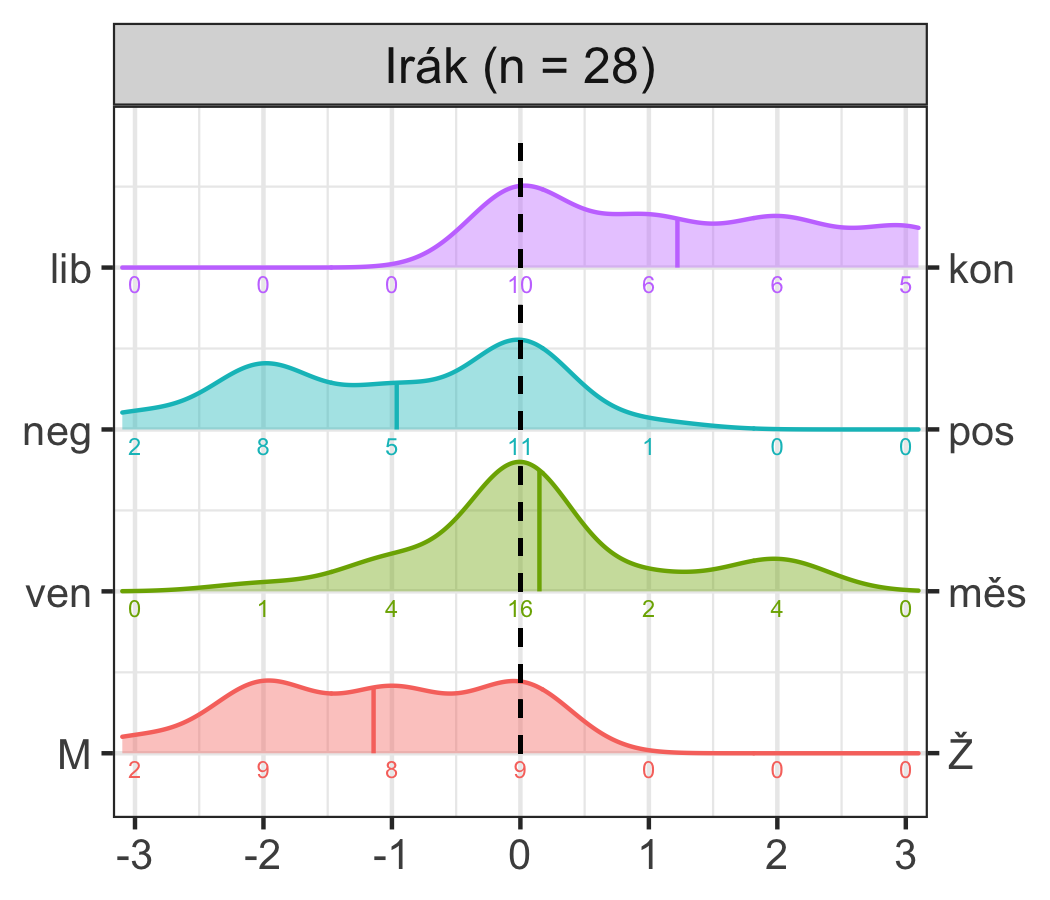 Irák (n = 28)
lib kon
0 0 0 10 6 6 5
neg pos
2 8 5 11 1 0 0
ven měs
0 1 4 16 2 4 0
M Ž
2 9 8 9 0 0 0
-3 -2 -1 0 1 2 3